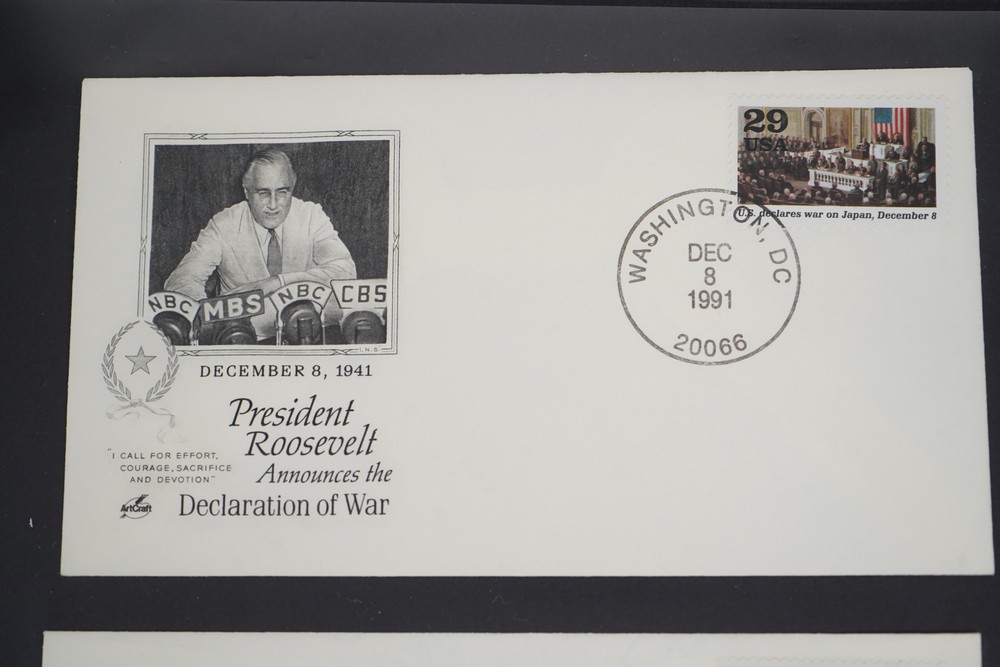 29
USA
U.S. declares war on Japan, December 8
WASHINGTON, DC
DEC
8
1991
20066
NBC
MBS
NBC
CBS
I.N.S.
DECEMBER 8, 1941
President
Roosevelt
Announces the
Declaration of War
"I CALL FOR EFFORT,
COURAGE, SACRIFICE
AND DEVOTION"
ArtCraft